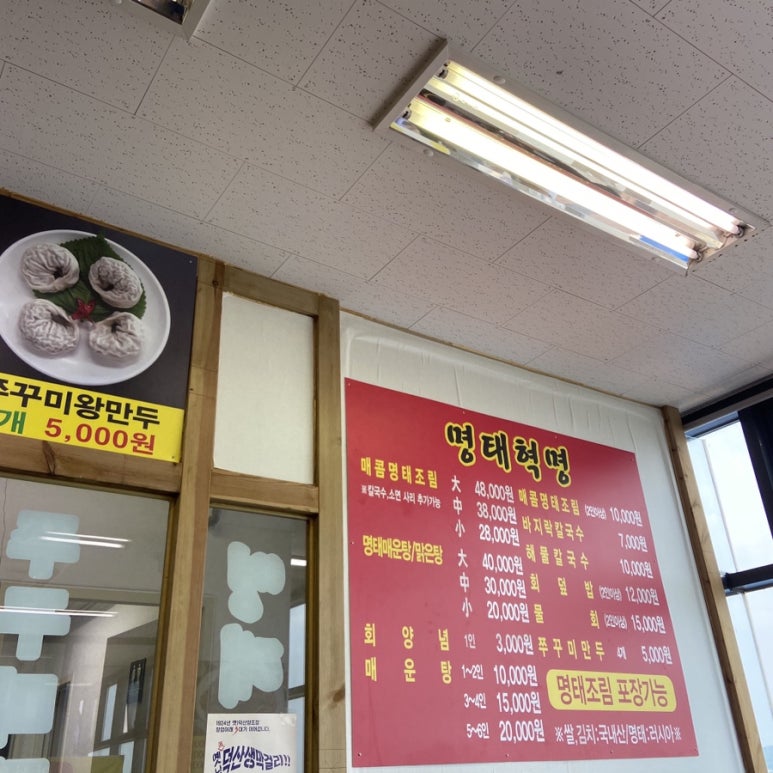 쭈꾸미왕만두
개 5,000원
명태혁명
매콤명태조림 大 48,000원
※칼국수,소면 사리 추가가능 中 38,000원
小 28,000원
명태매운탕/맑은탕 大 40,000원
中 30,000원
小 20,000원
회양념 1인 3,000원
매운탕 1~2인 10,000원
3~4인 15,000원
5~6인 20,000원
매콤명태조림 (2인이상) 10,000원
바지락칼국수 7,000원
해물칼국수 10,000원
회덮밥 (2인이상) 12,000원
물회 (2인이상) 15,000원
쭈꾸미만두 4개 5,000원
명태조림 포장가능
※쌀,김치:국내산/명태:러시아※
옛 덕산생막걸리!!